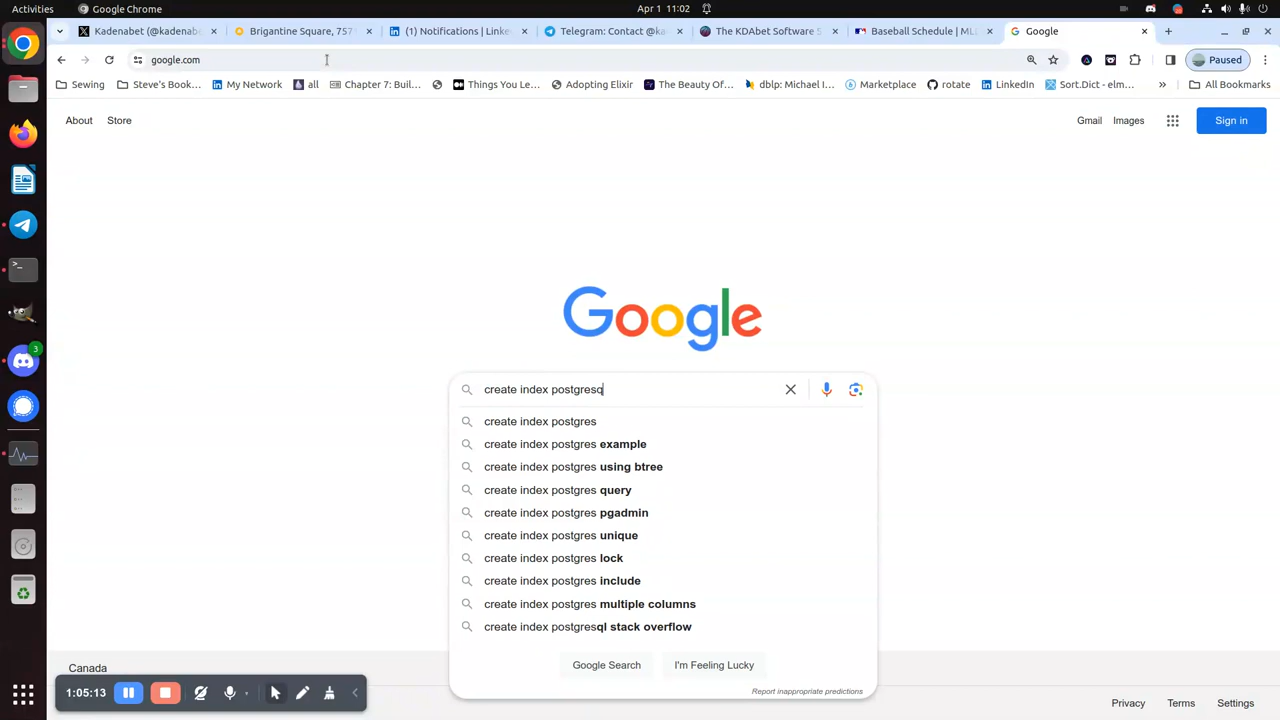 Activities
Google Chrome
Apr 1 11:02
Kadenabet (@kadenab
Brigantine Square, 757
(1) Notifications | Linke
Telegram: Contact @ka
The KDAbet Software S
Baseball Schedule | ML
Google
google.com
Paused
Sewing
Steve's Book...
My Network
all
Chapter 7: Buil...
Things You Le...
Adopting Elixir
The Beauty Of...
dblp: Michael I...
Marketplace
rotate
LinkedIn
Sort.Dict - elm...
All Bookmarks
About
Store
Gmail
Images
Sign in
Google
create index postgresq
create index postgres
create index postgres example
create index postgres using btree
create index postgres query
create index postgres pgadmin
create index postgres unique
create index postgres lock
create index postgres include
create index postgres multiple columns
create index postgresql stack overflow
Google Search
I'm Feeling Lucky
Report inappropriate predictions
3
Canada
1:05:13
Privacy
Terms
Settings